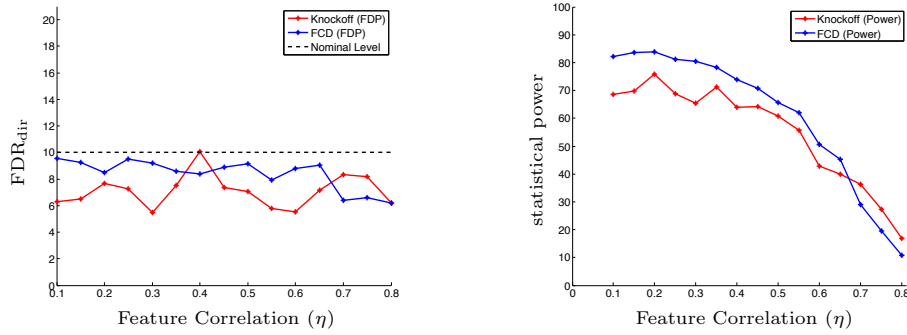 20
18
16
14
12
10
8
6
4
2
0
FDR_dir
0.1 0.2 0.3 0.4 0.5 0.6 0.7 0.8
Feature Correlation (η)
Knockoff (FDP)
FCD (FDP)
Nominal Level
100
90
80
70
60
50
40
30
20
10
0
statistical power
0 0.1 0.2 0.3 0.4 0.5 0.6 0.7 0.8
Feature Correlation (η)
Knockoff (Power)
FCD (Power)